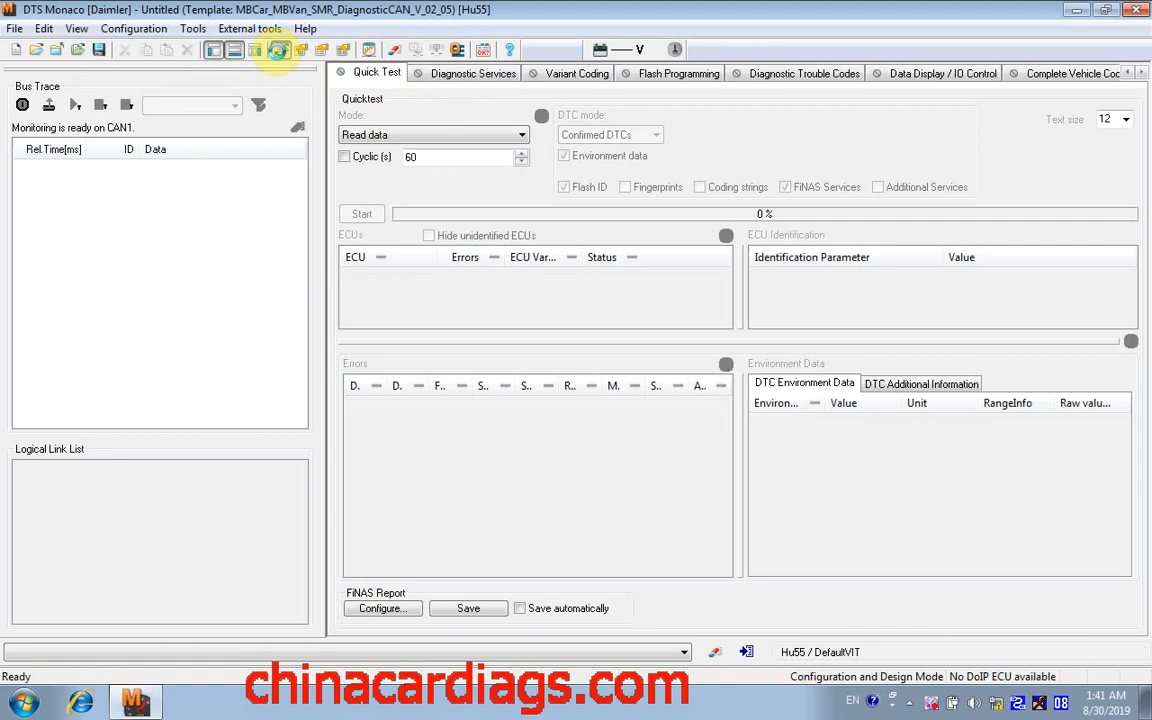 DTS Monaco [Daimler] - Untitled (Template: MBCar_MBVan_SMR_DiagnosticCAN_V_02_05) [Hu55]
File Edit View Configuration Tools External tools Help
V
Bus Trace
Monitoring is ready on CAN1.
Rel.Time[ms] ID Data
Logical Link List
Quick Test Diagnostic Services Variant Coding Flash Programming Diagnostic Trouble Codes Data Display / IO Control Complete Vehicle Coc
Quicktest
Mode: DTC mode: Text size 12
Read data Confirmed DTCs
Cyclic (s) 60 Environment data
Flash ID Fingerprints Coding strings FiNAS Services Additional Services
Start 0 %
ECUs Hide unidentified ECUs ECU Identification
ECU Errors ECU Var... Status Identification Parameter Value
Errors Environment Data
D.. D.. F.. S.. S.. R.. M. S.. A.. DTC Environment Data DTC Additional Information
Environ... Value Unit RangeInfo Raw valu...
FiNAS Report
Configure... Save Save automatically
Hu55 / DefaultVIT
Ready Configuration and Design Mode No DoIP ECU available
chinacardiags.com
EN 08 1:41 AM
8/30/2019